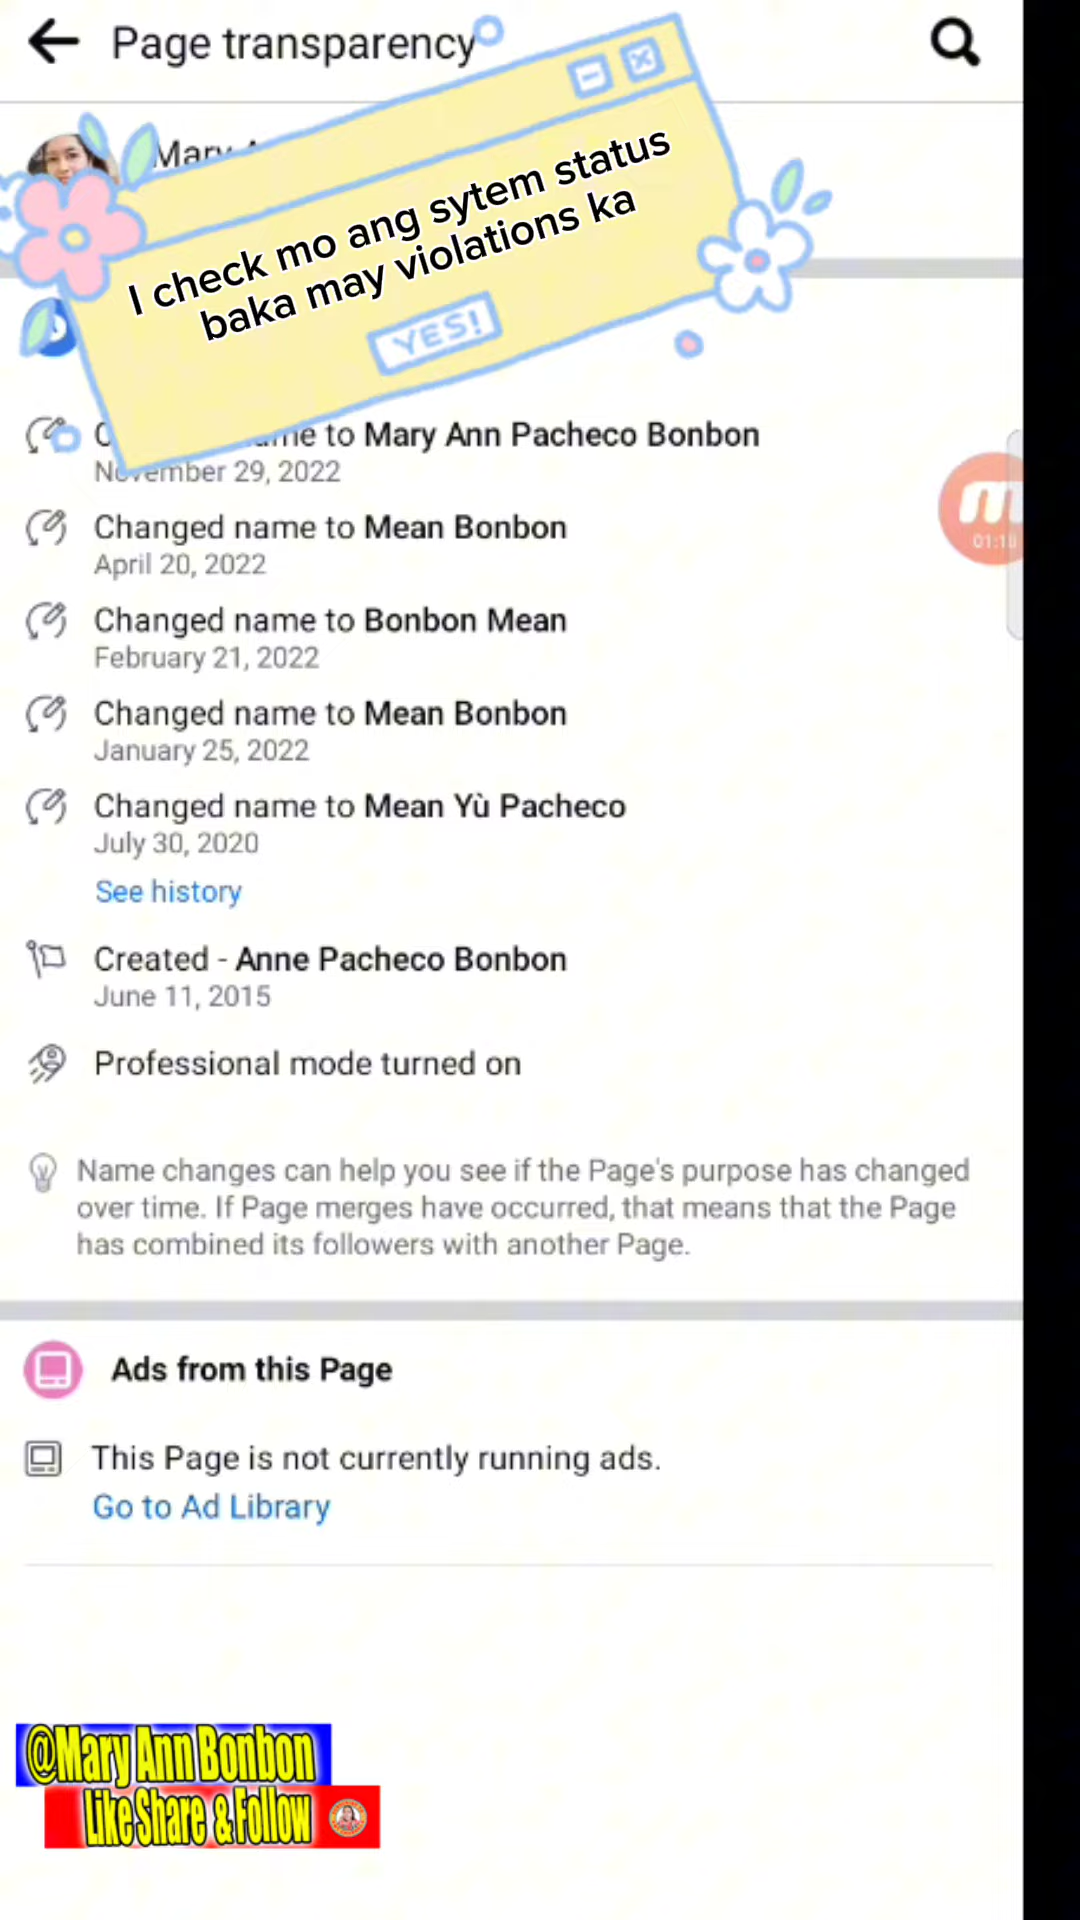 Page transparency
Mary
I check mo ang sytem status
baka may violations ka
YES!
to Mary Ann Pacheco Bonbon
November 29, 2022
Changed name to Mean Bonbon
April 20, 2022
Changed name to Bonbon Mean
February 21, 2022
Changed name to Mean Bonbon
January 25, 2022
Changed name to Mean Yù Pacheco
July 30, 2020
See history
Created - Anne Pacheco Bonbon
June 11, 2015
Professional mode turned on
Name changes can help you see if the Page's purpose has changed
over time. If Page merges have occurred, that means that the Page
has combined its followers with another Page.
Ads from this Page
This Page is not currently running ads.
Go to Ad Library
@Mary Ann Bonbon
Like Share & Follow